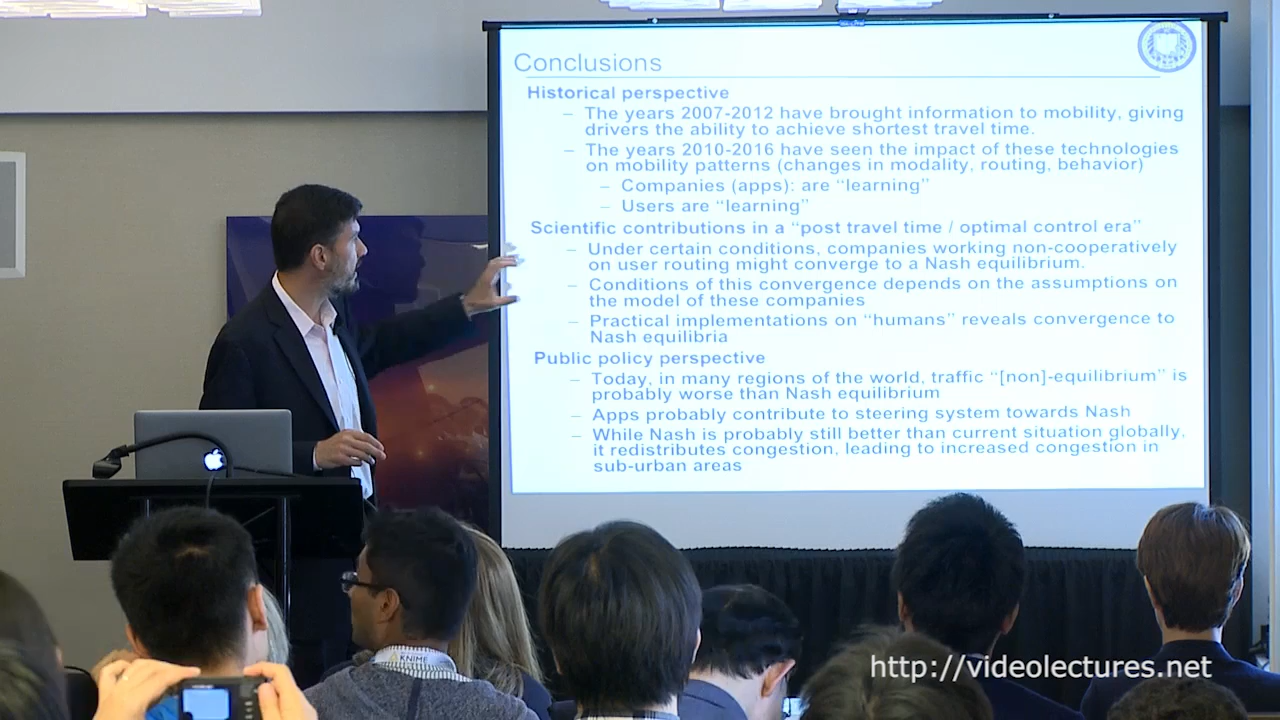 Conclusions
Historical perspective
– The years 2007-2012 have brought information to mobility, giving
drivers the ability to achieve shortest travel time.
– The years 2010-2016 have seen the impact of these technologies
on mobility patterns (changes in modality, routing, behavior)
– Companies (apps): are “learning”
– Users are “learning”
Scientific contributions in a “post travel time / optimal control era”
– Under certain conditions, companies working non-cooperatively
on user routing might converge to a Nash equilibrium.
– Conditions of this convergence depends on the assumptions on
the model of these companies
– Practical implementations on “humans” reveals convergence to
Nash equilibria
Public policy perspective
– Today, in many regions of the world, traffic “[non]-equilibrium” is
probably worse than Nash equilibrium
– Apps probably contribute to steering system towards Nash
– While Nash is probably still better than current situation globally,
it redistributes congestion, leading to increased congestion in
sub-urban areas
KNIME
http://videolectures.net